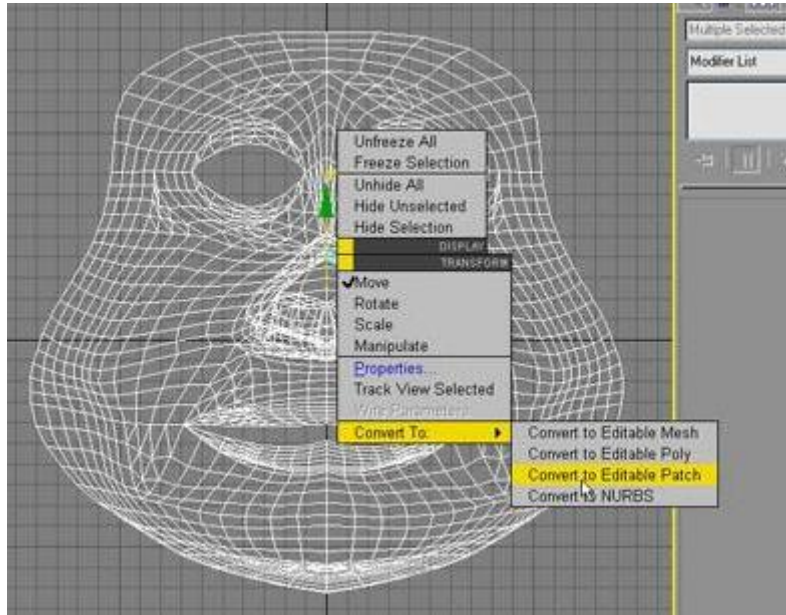 Multiple Selected
Modifier List
Unfreeze All
Freeze Selection
Unhide All
Hide Unselected
Hide Selection
DISPLAY
TRANSFORM
Move
Rotate
Scale
Manipulate
Properties...
Track View Selected
Wire Parameters
Convert To:
Convert to Editable Mesh
Convert to Editable Poly
Convert to Editable Patch
Convert to NURBS